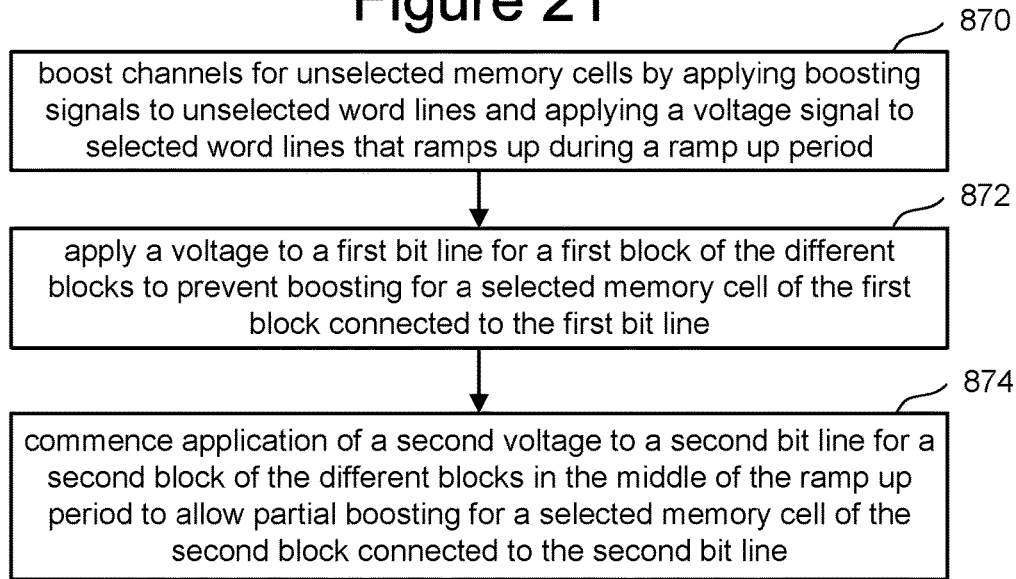 Figure 21
870
boost channels for unselected memory cells by applying boosting
signals to unselected word lines and applying a voltage signal to
selected word lines that ramps up during a ramp up period
872
apply a voltage to a first bit line for a first block of the different
blocks to prevent boosting for a selected memory cell of the first
block connected to the first bit line
874
commence application of a second voltage to a second bit line for a
second block of the different blocks in the middle of the ramp up
period to allow partial boosting for a selected memory cell of the
second block connected to the second bit line